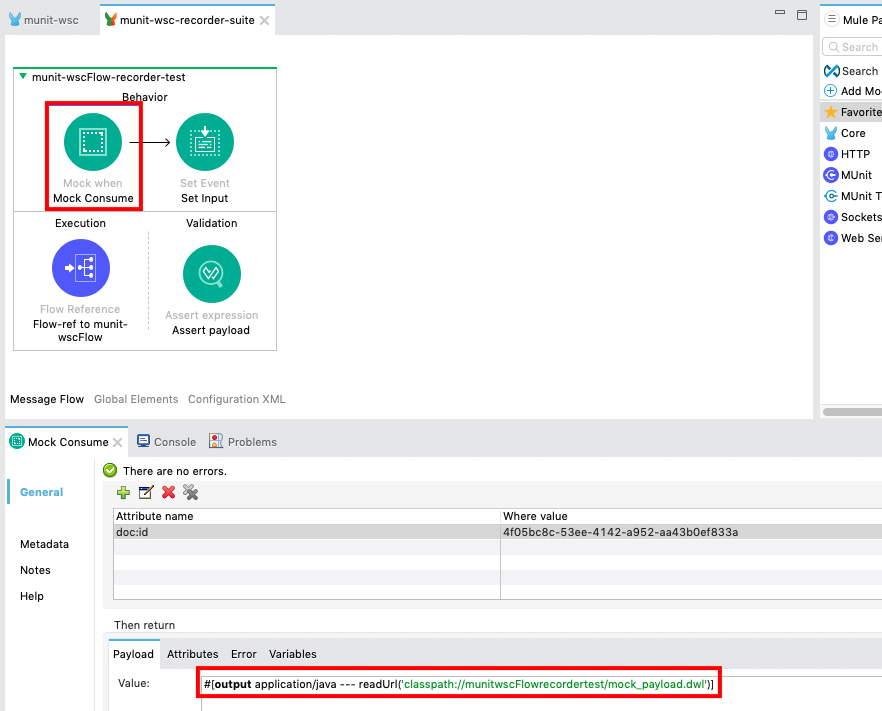 munit-wsc
munit-wsc-recorder-suite
munit-wscFlow-recorder-test
Behavior
Mock when
Mock Consume
Set Event
Set Input
Execution
Validation
Flow Reference
Flow-ref to munit-
wscFlow
Assert expression
Assert payload
Message Flow Global Elements Configuration XML
Mule Pa
Search
Search
Add Mo
Favorite
Core
HTTP
MUnit
MUnit T
Sockets
Web Ser
Mock Consume
Console
Problems
General
Metadata
Notes
Help
There are no errors.
Attribute name Where value
doc:id 4f05bc8c-53ee-4142-a952-aa43b0ef833a
Then return
Payload Attributes Error Variables
Value: #[output application/java --- readUrl('classpath://munitwscFlowrecordertest/mock_payload.dwl')]